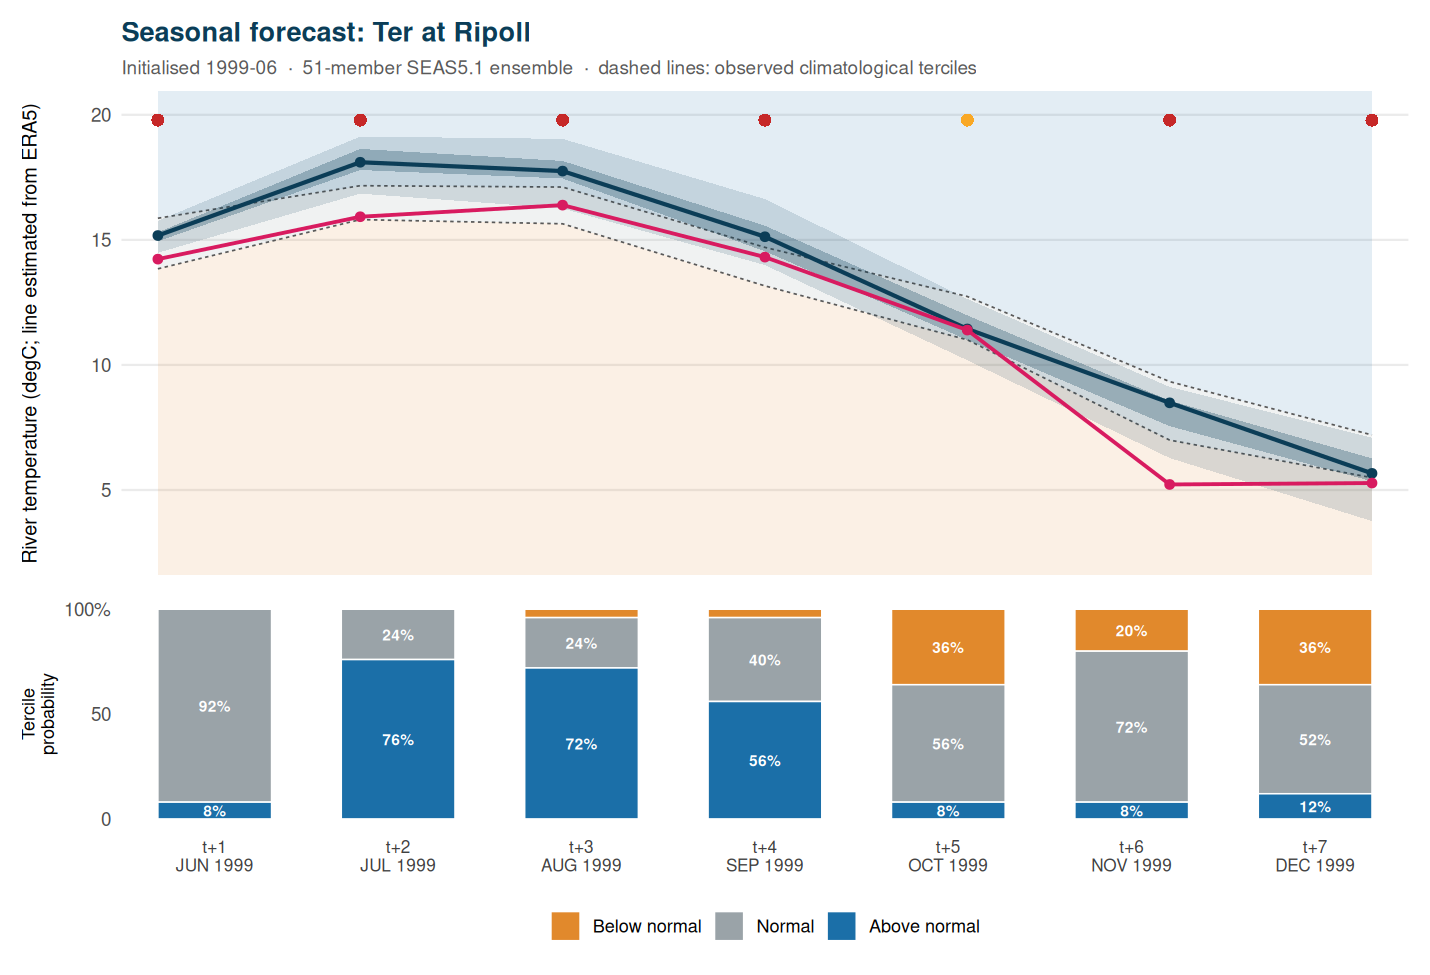 Seasonal forecast: Ter at Ripoll
Initialised 1999-06 · 51-member SEAS5.1 ensemble · dashed lines: observed climatological terciles
River temperature (degC; line estimated from ERA5)
20
15
10
5
Tercile
probability
100%
50
0
92%
8%
24%
76%
24%
72%
40%
56%
36%
56%
8%
20%
72%
8%
36%
52%
12%
t+1
JUN 1999
t+2
JUL 1999
t+3
AUG 1999
t+4
SEP 1999
t+5
OCT 1999
t+6
NOV 1999
t+7
DEC 1999
Below normal
Normal
Above normal